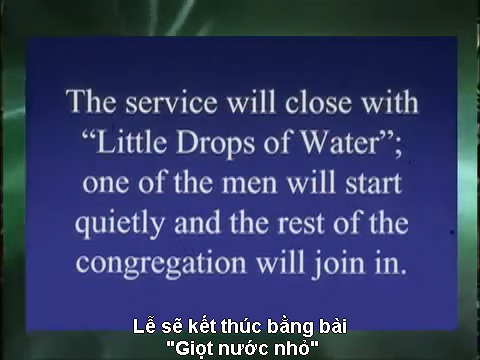 The service will close with
“Little Drops of Water”;
one of the men will start
quietly and the rest of the
congregation will join in.
Lễ sẽ kết thúc bằng bài
"Giọt nước nhỏ"